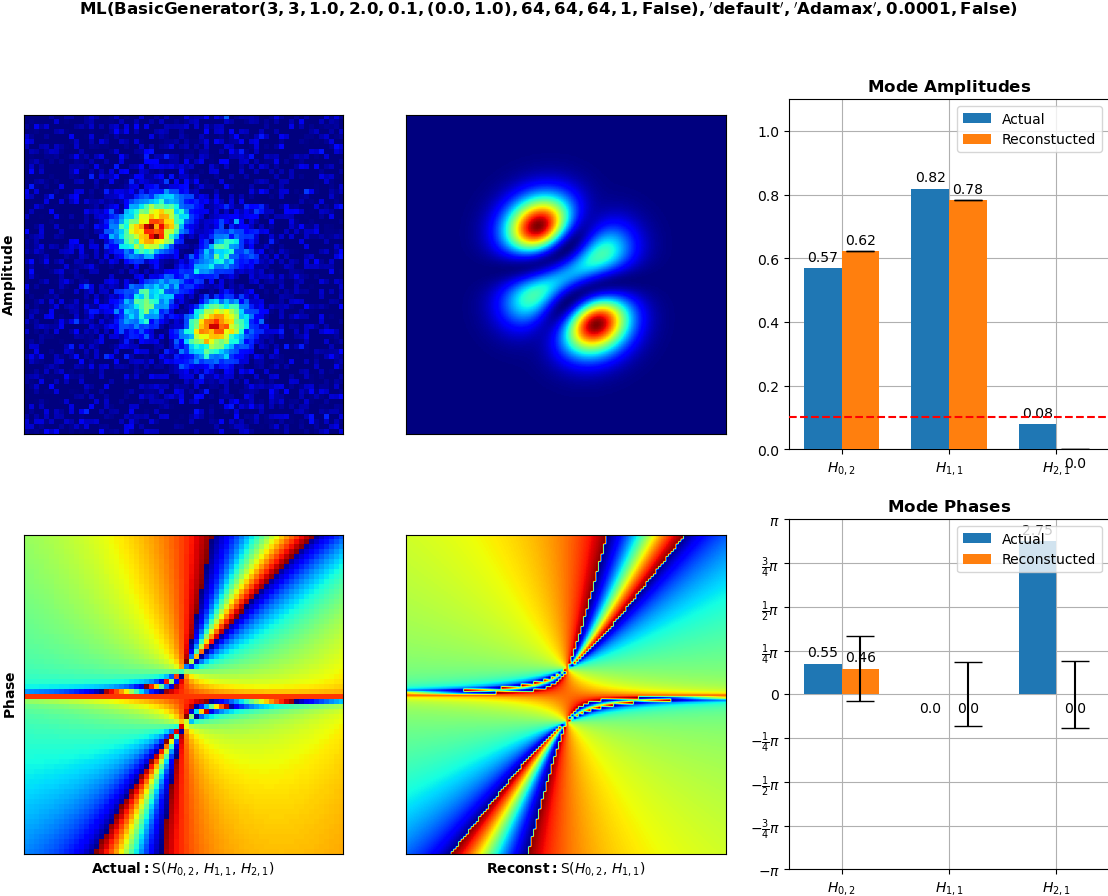 ML(BasicGenerator(3, 3, 1.0, 2.0, 0.1, (0.0, 1.0), 64, 64, 64, 1, False), ′default′, ′Adamax′, 0.0001, False)
Mode Amplitudes
Actual
Reconstucted
Amplitude
1.0
0.8
0.6
0.4
0.2
0.0
0.57
0.62
0.82
0.78
0.08
0.0
H0, 2
H1, 1
H2, 1
Mode Phases
Actual
Reconstucted
Phase
π
3/4π
1/2π
1/4π
0
−1/4π
−1/2π
−3/4π
−π
0.55
0.46
0.0
0.0
2.75
0.0
H0, 2
H1, 1
H2, 1
Actual: S(H0, 2, H1, 1, H2, 1)
Reconst: S(H0, 2, H1, 1)